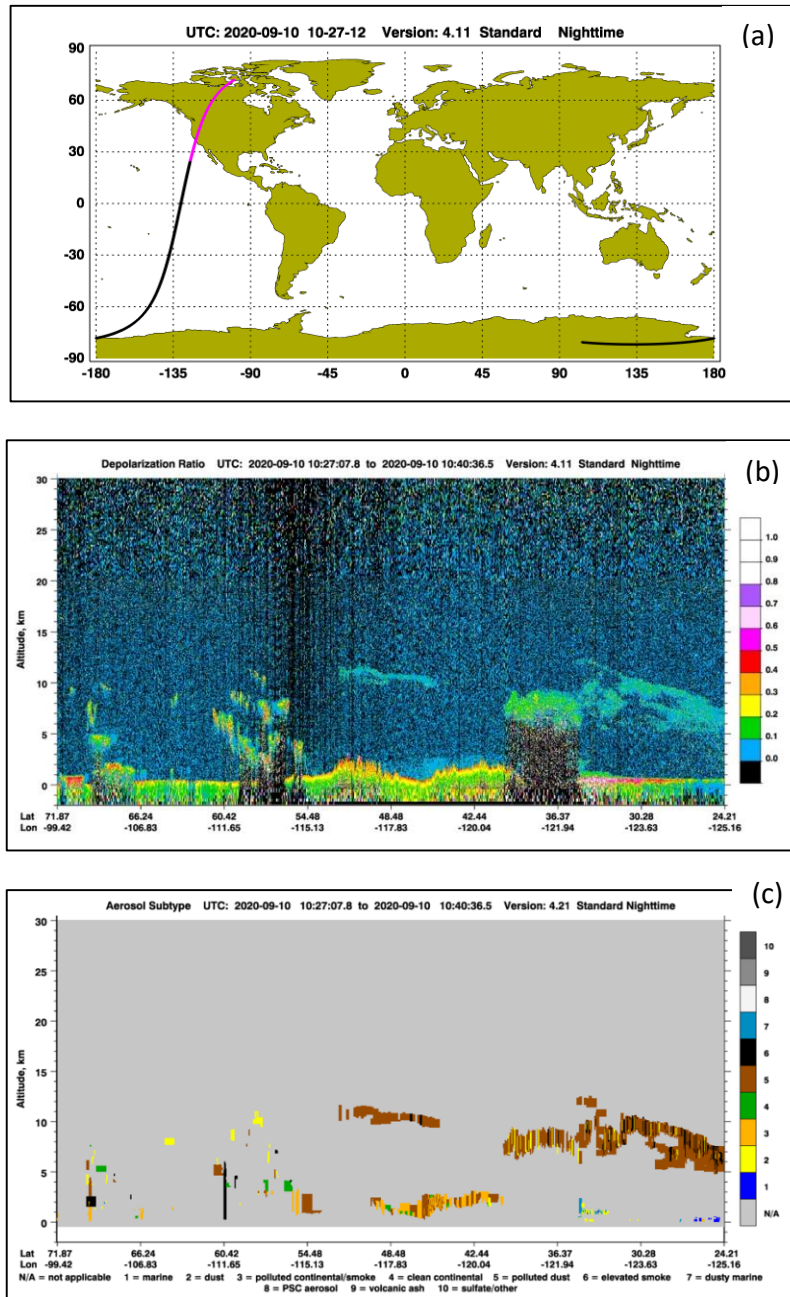 UTC: 2020-09-10 10-27-12 Version: 4.11 Standard Nighttime
(a)
90
60
30
0
-30
-60
-90
-180 -135 -90 -45 0 45 90 135 180
Depolarization Ratio UTC: 2020-09-10 10:27:07.8 to 2020-09-10 10:40:36.5 Version: 4.11 Standard Nighttime
(b)
30
25
20
15
10
5
0
Altitude, km
1.0
0.9
0.8
0.7
0.6
0.5
0.4
0.3
0.2
0.1
0.0
Lat 71.87 66.24 60.42 54.48 48.48 42.44 36.37 30.28 24.21
Lon -99.42 -106.83 -111.65 -115.13 -117.83 -120.04 -121.94 -123.63 -125.16
Aerosol Subtype UTC: 2020-09-10 10:27:07.8 to 2020-09-10 10:40:36.5 Version: 4.21 Standard Nighttime
(c)
30
25
20
15
10
5
0
Altitude, km
10
9
8
7
6
5
4
3
2
1
N/A
Lat 71.87 66.24 60.42 54.48 48.48 42.44 36.37 30.28 24.21
Lon -99.42 -106.83 -111.65 -115.13 -117.83 -120.04 -121.94 -123.63 -125.16
N/A = not applicable 1 = marine 2 = dust 3 = polluted continental/smoke 4 = clean continental 5 = polluted dust 6 = elevated smoke 7 = dusty marine
8 = PSC aerosol 9 = volcanic ash 10 = sulfate/other